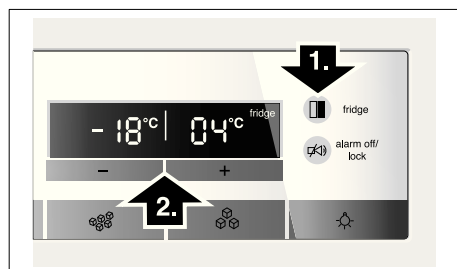 1.
fridge
-18°C 04°C
fridge
alarm off/
lock
- +
2.